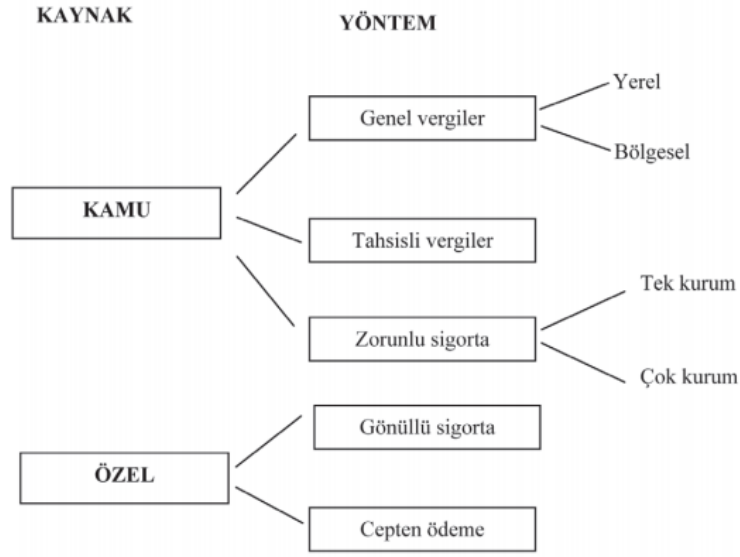 KAYNAK
YÖNTEM
Yerel
Genel vergiler
Bölgesel
KAMU
Tahsisli vergiler
Tek kurum
Zorunlu sigorta
Çok kurum
Gönüllü sigorta
ÖZEL
Cepten ödeme